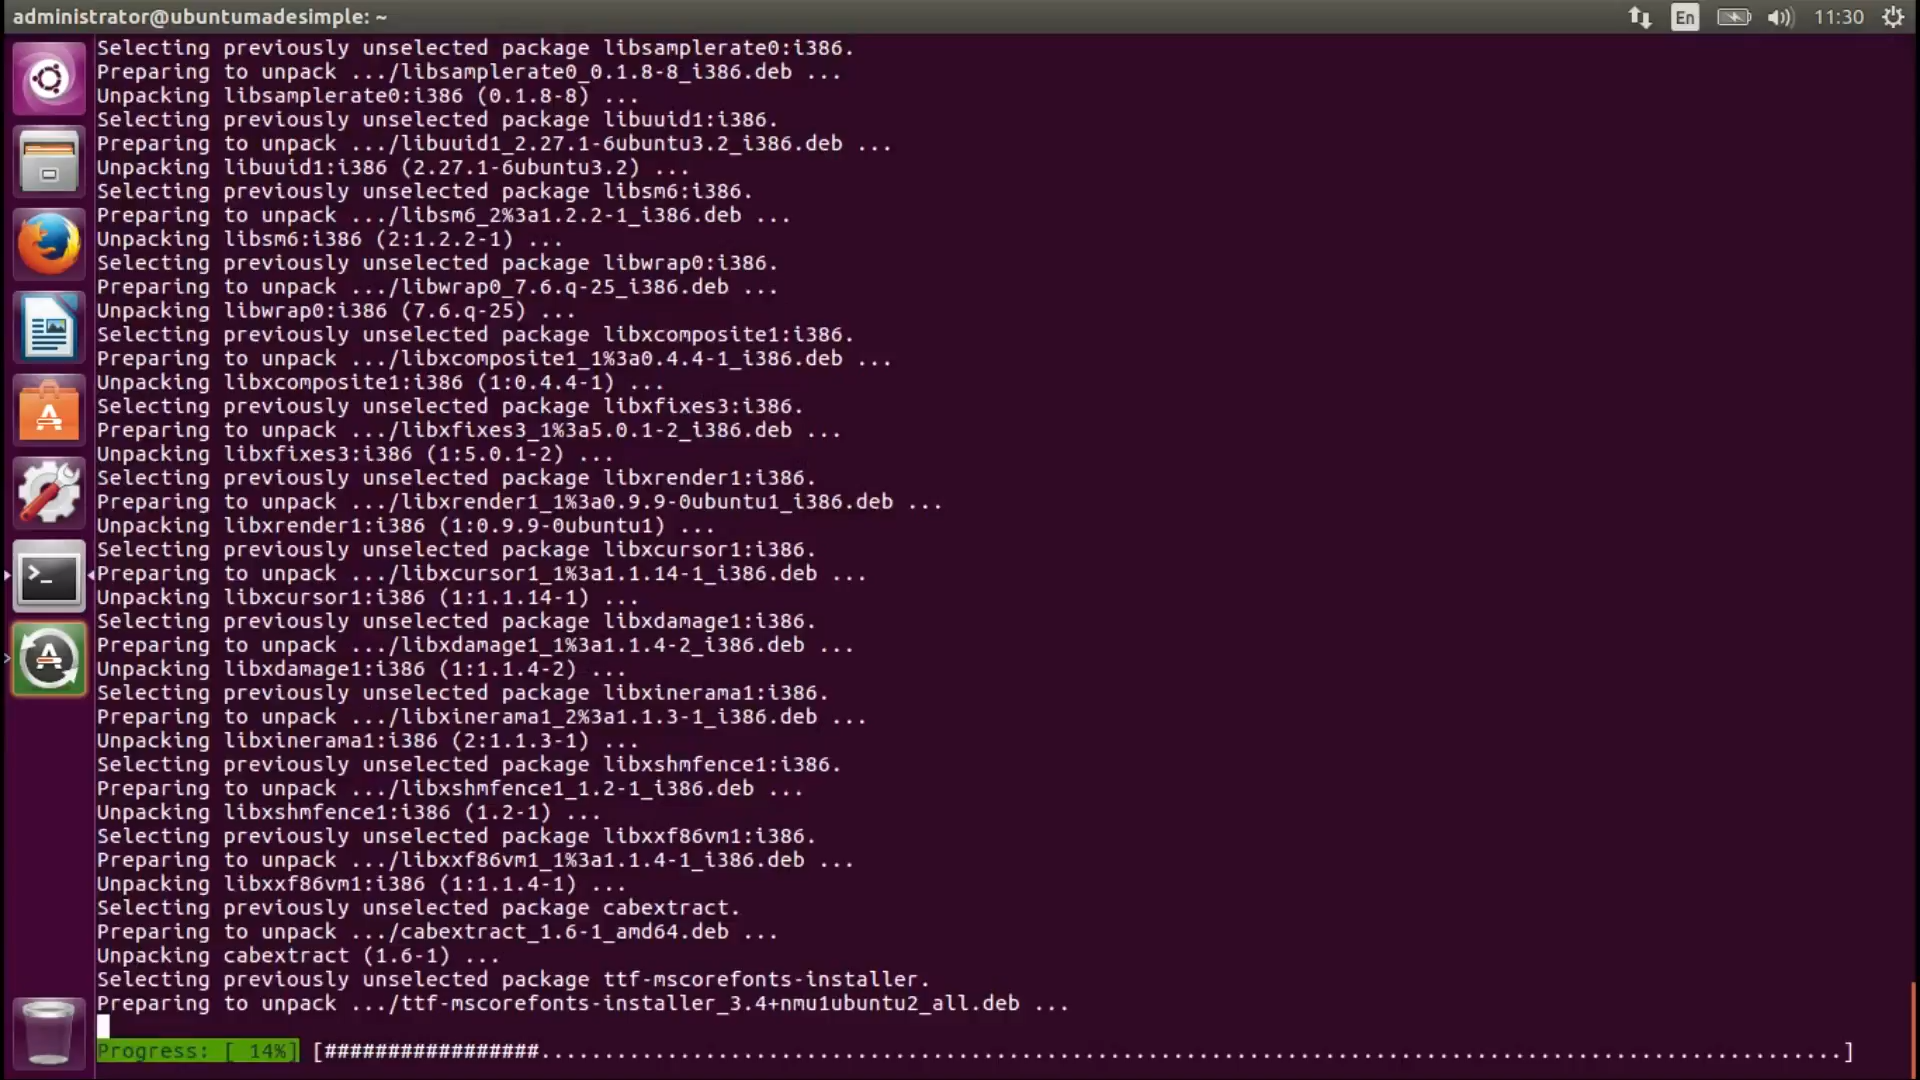 administrator@ubuntumadesimple: ~
En
11:30
Selecting previously unselected package libsamplerate0:i386.
Preparing to unpack .../libsamplerate0_0.1.8-8_i386.deb ...
Unpacking libsamplerate0:i386 (0.1.8-8) ...
Selecting previously unselected package libuuid1:i386.
Preparing to unpack .../libuuid1_2.27.1-6ubuntu3.2_i386.deb ...
Unpacking libuuid1:i386 (2.27.1-6ubuntu3.2) ...
Selecting previously unselected package libsm6:i386.
Preparing to unpack .../libsm6_2%3a1.2.2-1_i386.deb ...
Unpacking libsm6:i386 (2:1.2.2-1) ...
Selecting previously unselected package libwrap0:i386.
Preparing to unpack .../libwrap0_7.6.q-25_i386.deb ...
Unpacking libwrap0:i386 (7.6.q-25) ...
Selecting previously unselected package libxcomposite1:i386.
Preparing to unpack .../libxcomposite1_1%3a0.4.4-1_i386.deb ...
Unpacking libxcomposite1:i386 (1:0.4.4-1) ...
Selecting previously unselected package libxfixes3:i386.
Preparing to unpack .../libxfixes3_1%3a5.0.1-2_i386.deb ...
Unpacking libxfixes3:i386 (1:5.0.1-2) ...
Selecting previously unselected package libxrender1:i386.
Preparing to unpack .../libxrender1_1%3a0.9.9-0ubuntu1_i386.deb ...
Unpacking libxrender1:i386 (1:0.9.9-0ubuntu1) ...
Selecting previously unselected package libxcursor1:i386.
Preparing to unpack .../libxcursor1_1%3a1.1.14-1_i386.deb ...
Unpacking libxcursor1:i386 (1:1.1.14-1) ...
Selecting previously unselected package libxdamage1:i386.
Preparing to unpack .../libxdamage1_1%3a1.1.4-2_i386.deb ...
Unpacking libxdamage1:i386 (1:1.1.4-2) ...
Selecting previously unselected package libxinerama1:i386.
Preparing to unpack .../libxinerama1_2%3a1.1.3-1_i386.deb ...
Unpacking libxinerama1:i386 (2:1.1.3-1) ...
Selecting previously unselected package libxshmfence1:i386.
Preparing to unpack .../libxshmfence1_1.2-1_i386.deb ...
Unpacking libxshmfence1:i386 (1.2-1) ...
Selecting previously unselected package libxxf86vm1:i386.
Preparing to unpack .../libxxf86vm1_1%3a1.1.4-1_i386.deb ...
Unpacking libxxf86vm1:i386 (1:1.1.4-1) ...
Selecting previously unselected package cabextract.
Preparing to unpack .../cabextract_1.6-1_amd64.deb ...
Unpacking cabextract (1.6-1) ...
Selecting previously unselected package ttf-mscorefonts-installer.
Preparing to unpack .../ttf-mscorefonts-installer_3.4+nmu1ubuntu2_all.deb ...
Progress: [ 14%] [#################.......................................................................................................]